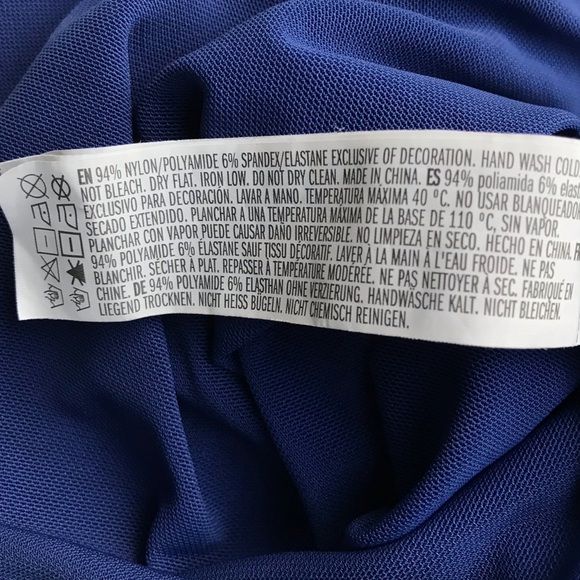 EN 94% NYLON/POLYAMIDE 6% SPANDEX/ELASTANE EXCLUSIVE OF DECORATION. HAND WASH COLD
NOT BLEACH. DRY FLAT. IRON LOW. DO NOT DRY CLEAN. MADE IN CHINA. ES 94% poliamida 6% elas
EXCLUSIVO PARA DECORACIÓN. LAVAR A MANO. TEMPERATURA MÁXIMA 40 °C. NO USAR BLANQUEADO
SECADO EXTENDIDO. PLANCHAR A UNA TEMPERATURA MÁXIMA DE LA BASE DE 110 °C, SIN VAPOR.
PLANCHAR CON VAPOR PUEDE CAUSAR DAÑO IRREVERSIBLE. NO LIMPIEZA EN SECO. HECHO EN CHINA. FR
94% POLYAMIDE 6% ÉLASTANE SAUF TISSU DÉCORATIF. LAVER À LA MAIN À L'EAU FROIDE. NE PAS
BLANCHIR. SÉCHER À PLAT. REPASSER À TEMPÉRATURE MODÉRÉE. NE PAS NETTOYER À SEC. FABRIQUÉ EN
CHINE. DE 94% POLYAMID 6% ELASTHAN OHNE VERZIERUNG. HANDWÄSCHE KALT. NICHT BLEICHEN.
LIEGEND TROCKNEN. NICHT HEISS BÜGELN. NICHT CHEMISCH REINIGEN.